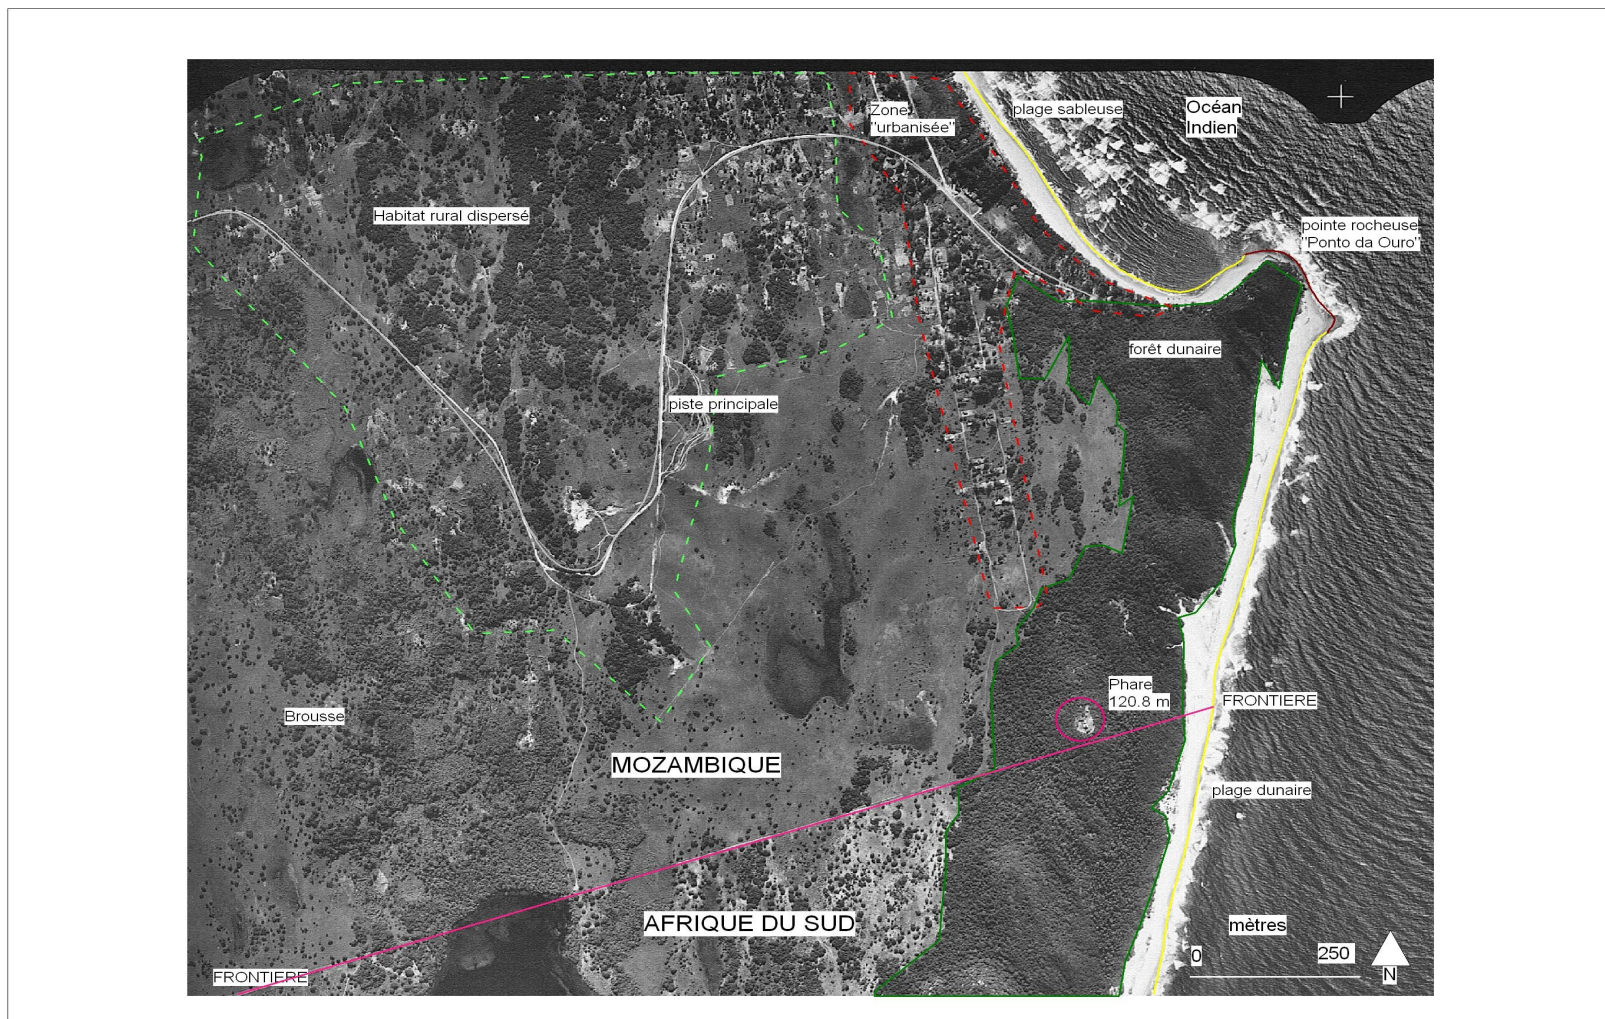 Zone
"urbanisée"
plage sableuse
Océan
Indien
Habitat rural dispersé
pointe rocheuse
"Ponto da Ouro"
forêt dunaire
piste principale
Phare
120.8 m
FRONTIERE
Brousse
MOZAMBIQUE
plage dunaire
AFRIQUE DU SUD
mètres
0
250
N
FRONTIERE